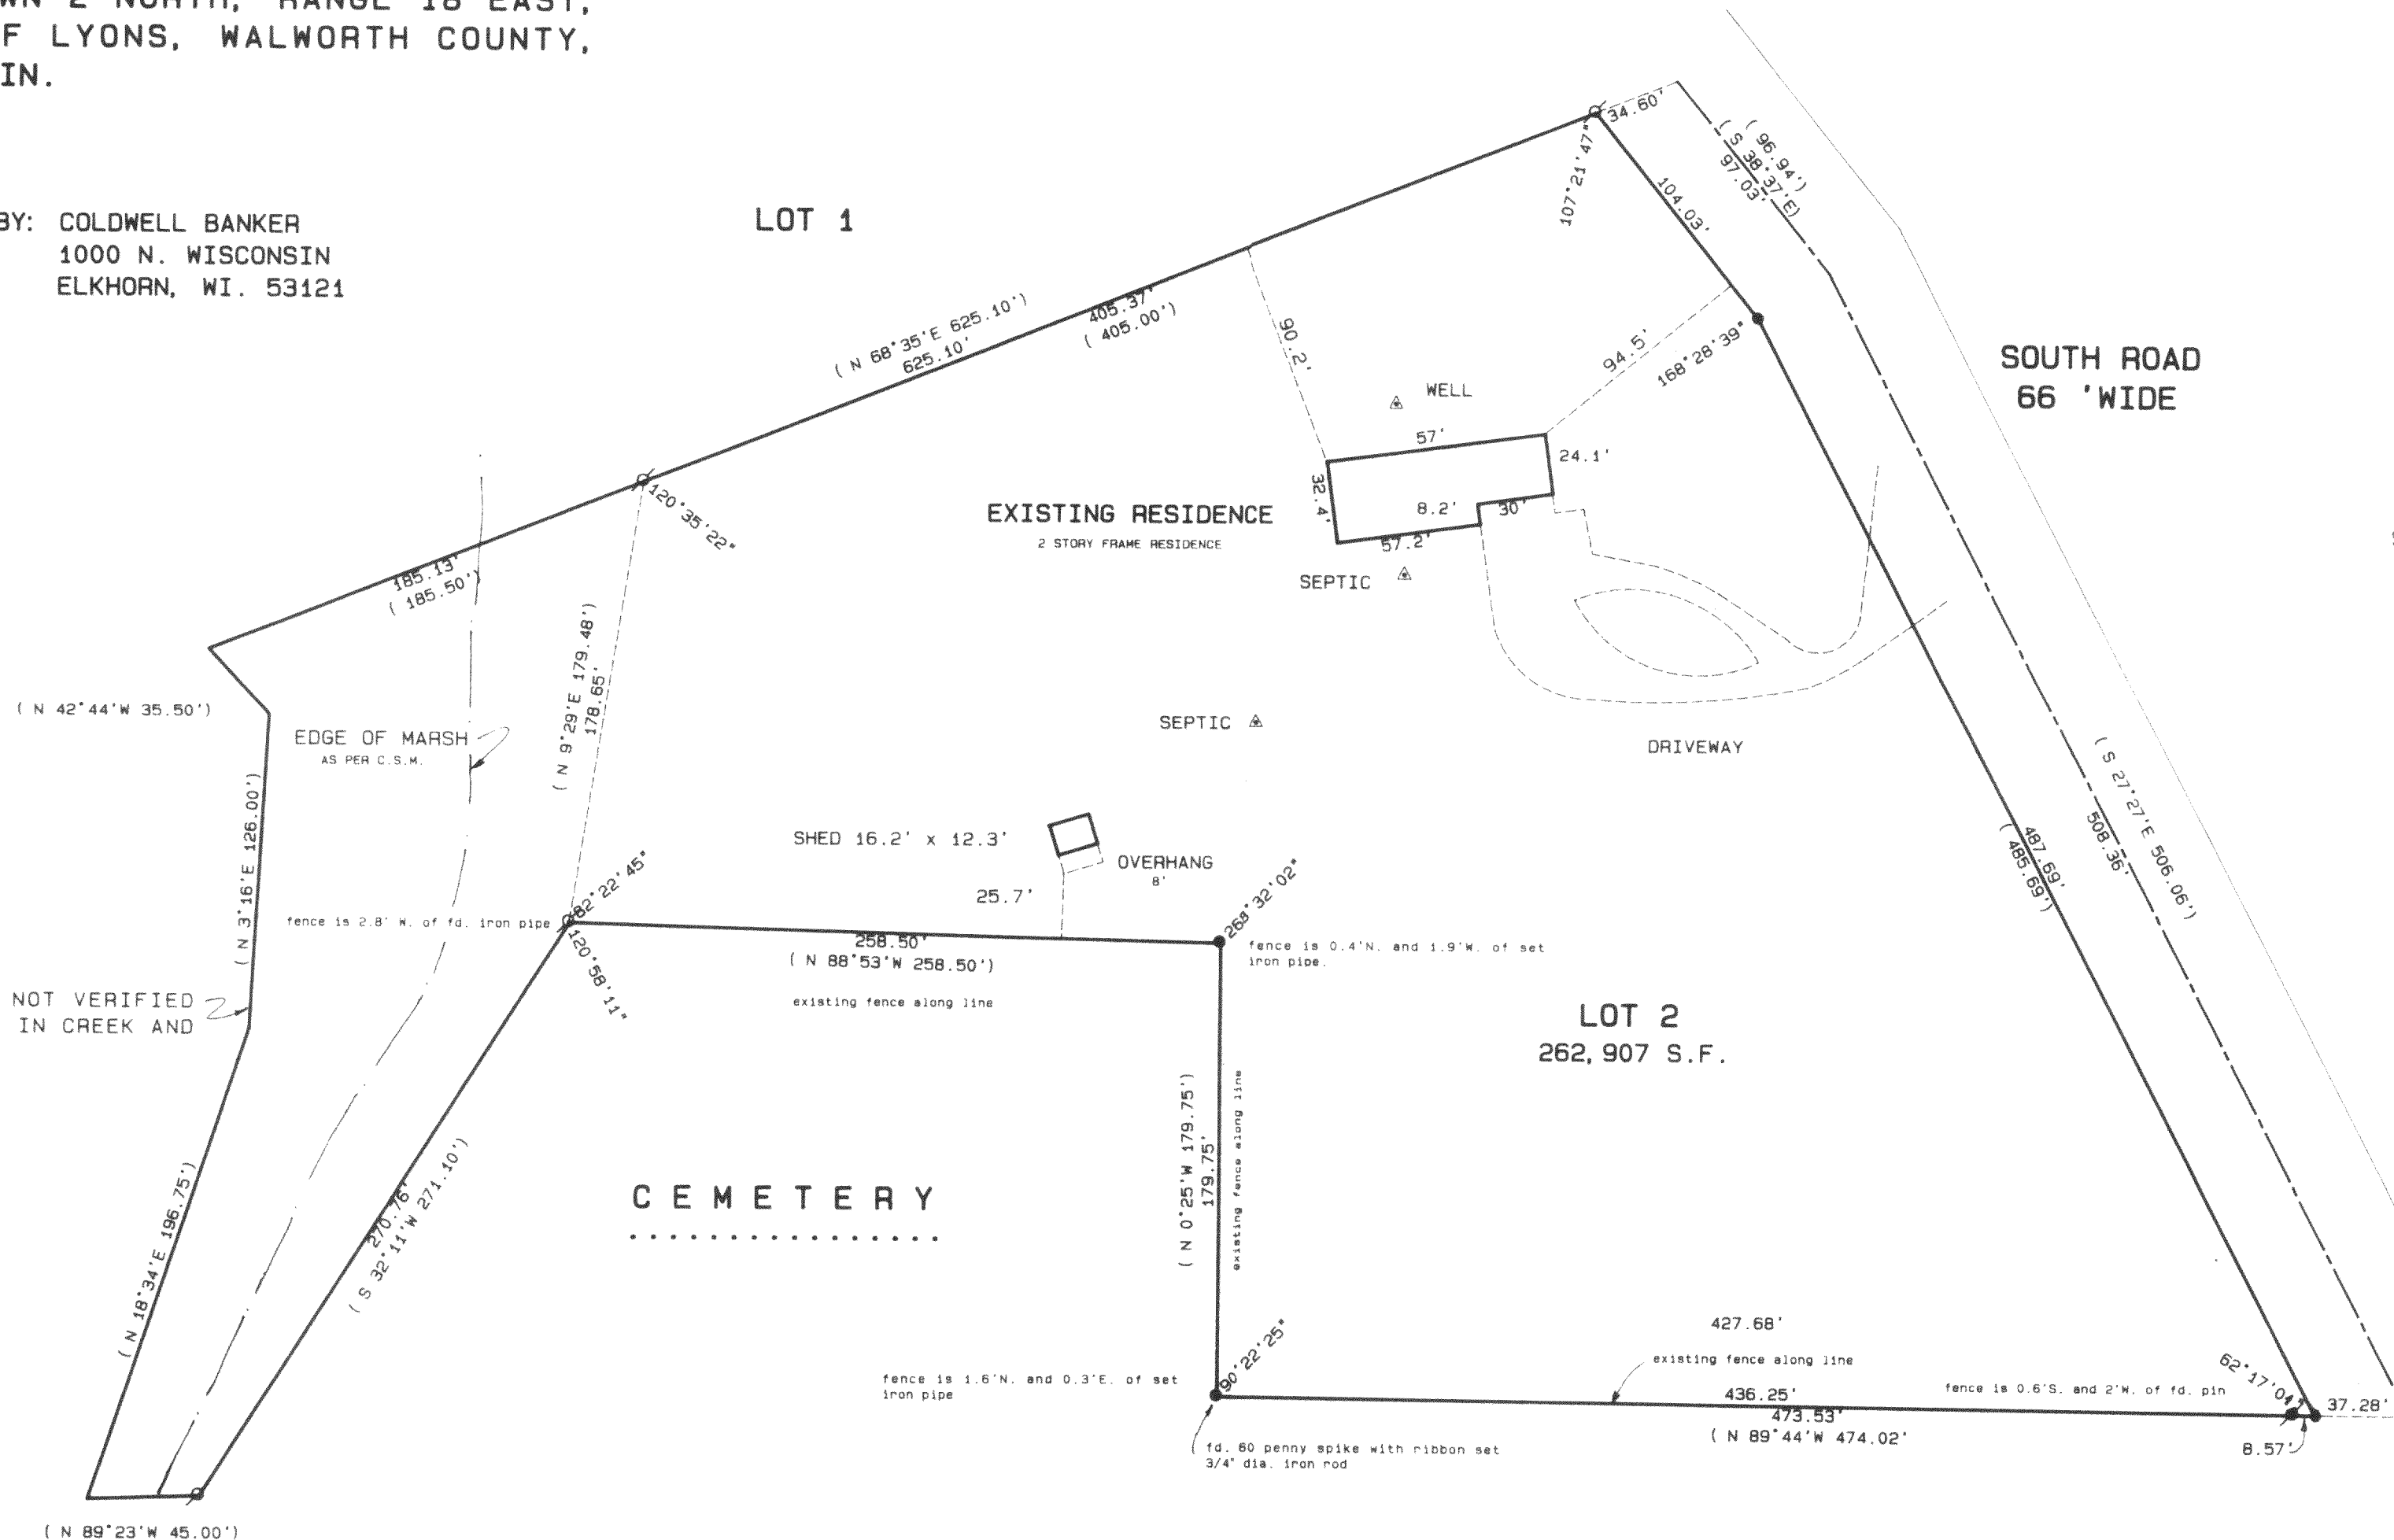 WN 2 NORTH, RANGE 18 EAST,
F LYONS, WALWORTH COUNTY,
IN.
BY: COLDWELL BANKER
1000 N. WISCONSIN
ELKHORN, WI. 53121
LOT 1
34.60'
( 96.94')
( S 38°37'E)
97.03'
107°21'47"
104.03'
SOUTH ROAD
66 'WIDE
( N 68°35'E 625.10')
625.10'
405.37'
( 405.00')
90.2'
94.5'
168°28'39"
WELL
57'
24.1'
32.4'
8.2'
30'
57.2'
EXISTING RESIDENCE
2 STORY FRAME RESIDENCE
SEPTIC
120°35'22"
185.13'
( 185.50')
( N 9°29'E 179.48')
178.65'
( N 42°44'W 35.50')
EDGE OF MARSH
AS PER C.S.M.
SEPTIC
DRIVEWAY
( S 27°27'E 506.06')
508.36'
487.69'
( 485.69')
( N 3°16'E 126.00')
SHED 16.2' x 12.3'
OVERHANG
8'
25.7'
82°22'45"
268°32'02"
fence is 2.8' W. of fd. iron pipe
120°58'11"
258.50'
( N 88°53'W 258.50')
existing fence along line
fence is 0.4'N. and 1.9'W. of set
iron pipe.
NOT VERIFIED
IN CREEK AND
LOT 2
262,907 S.F.
( N 0°25'W 179.75')
179.75'
existing fence along line
( N 18°34'E 196.75')
270.76'
( S 32°11'W 271.10')
CEMETERY
427.68'
existing fence along line
90°22'25"
62°17'04"
fence is 1.6'N. and 0.3'E. of set
iron pipe
436.25'
fence is 0.6'S. and 2'W. of fd. pin
37.28'
473.53'
( N 89°44'W 474.02'
8.57'
fd. 60 penny spike with ribbon set
3/4" dia. iron rod
( N 89°23'W 45.00')